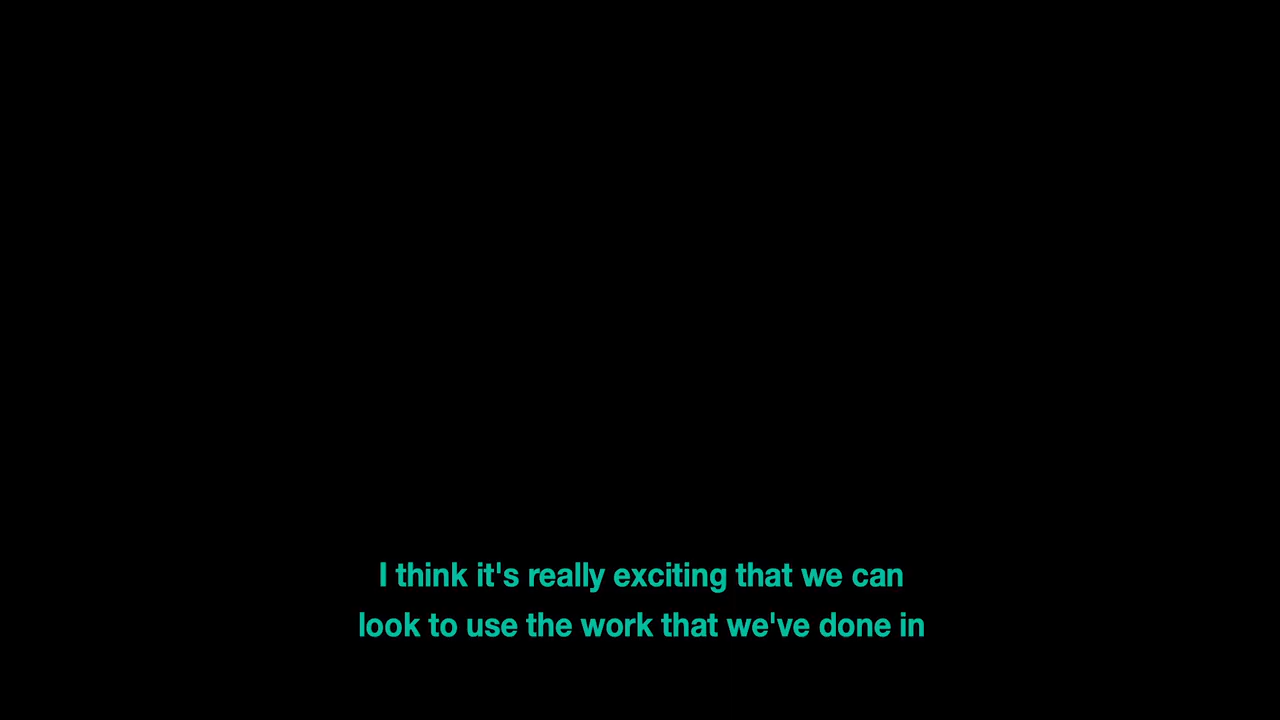 I think it's really exciting that we can
look to use the work that we've done in